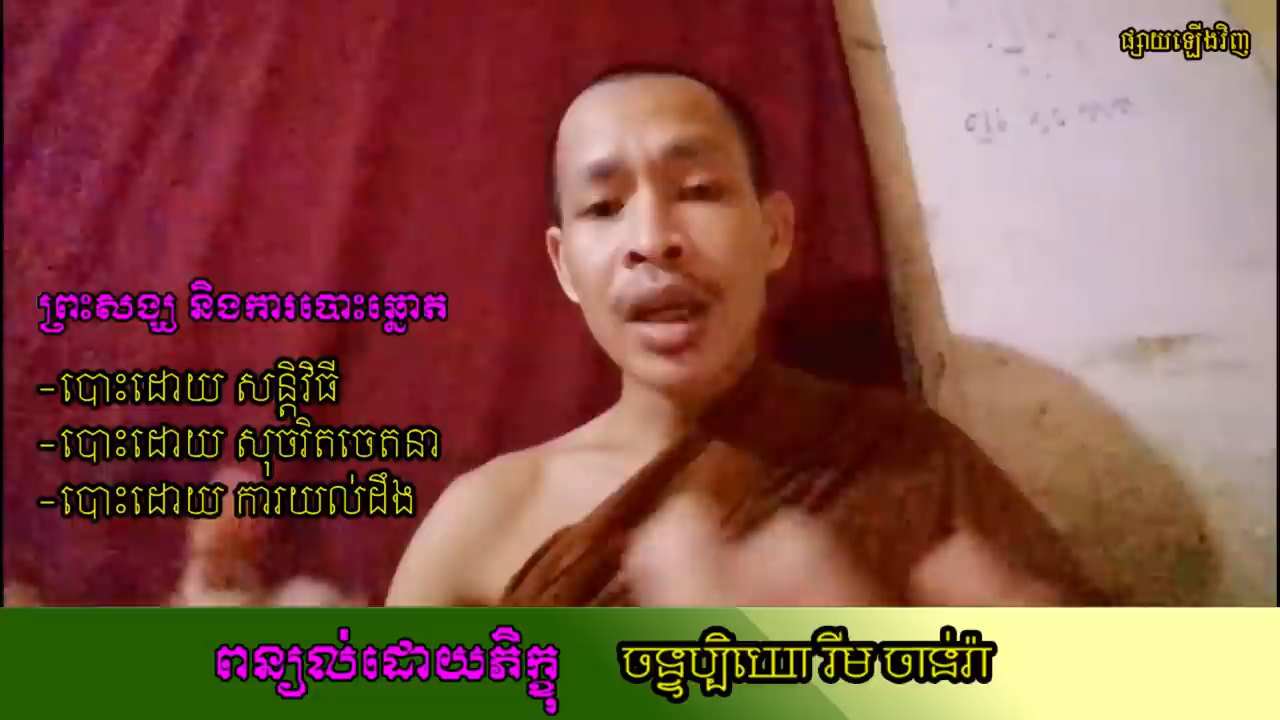 ផ្សាយឡើងវិញ
ព្រះសង្ឃ និងការបោះឆ្នោត
-បោះដោយ សន្តិវិធី
-បោះដោយ សុចរិតចេតនា
-បោះដោយ ការយល់ដឹង
ពន្យល់ដោយភិក្ខុ ចន្ទប្បិយោ រឹម ចាន់រ៉ា